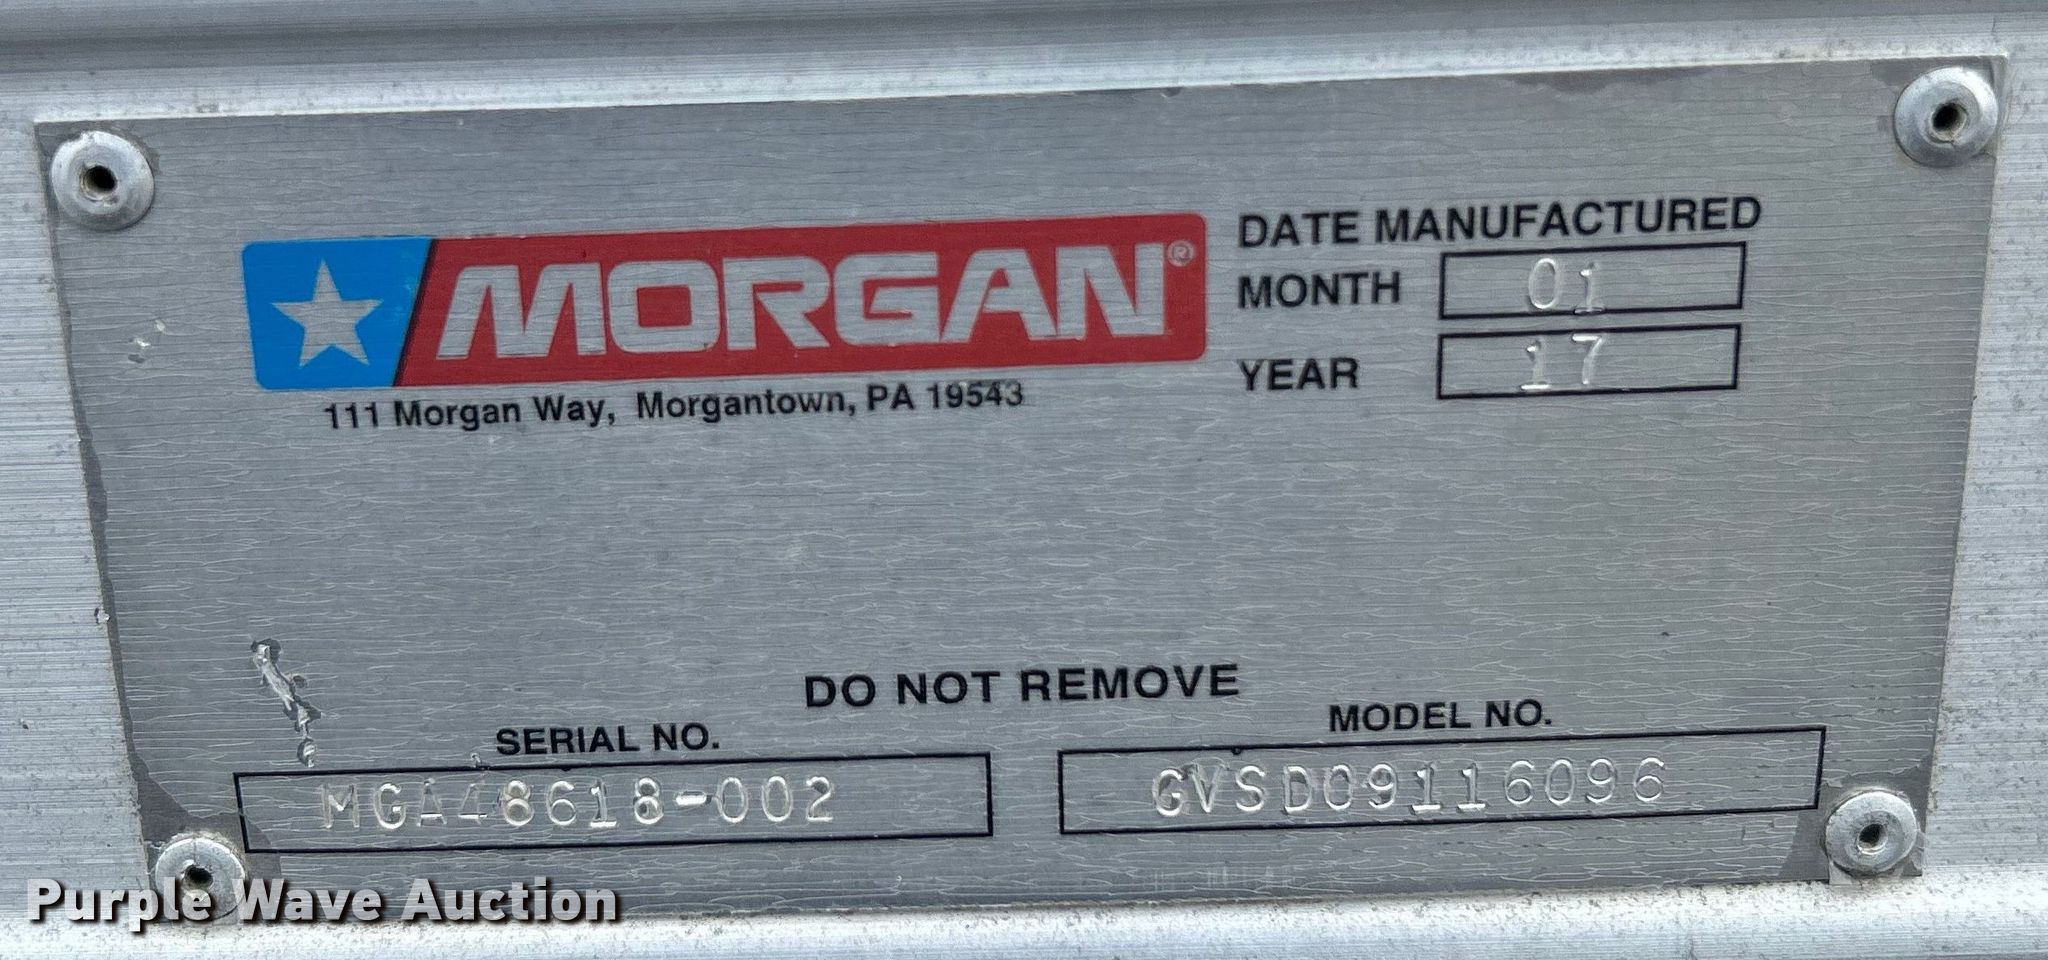 MORGAN®
111 Morgan Way, Morgantown, PA 19543
DATE MANUFACTURED
MONTH 01
YEAR 17
DO NOT REMOVE
SERIAL NO.
MGA48618-002
MODEL NO.
GVSD09116096
Purple Wave Auction